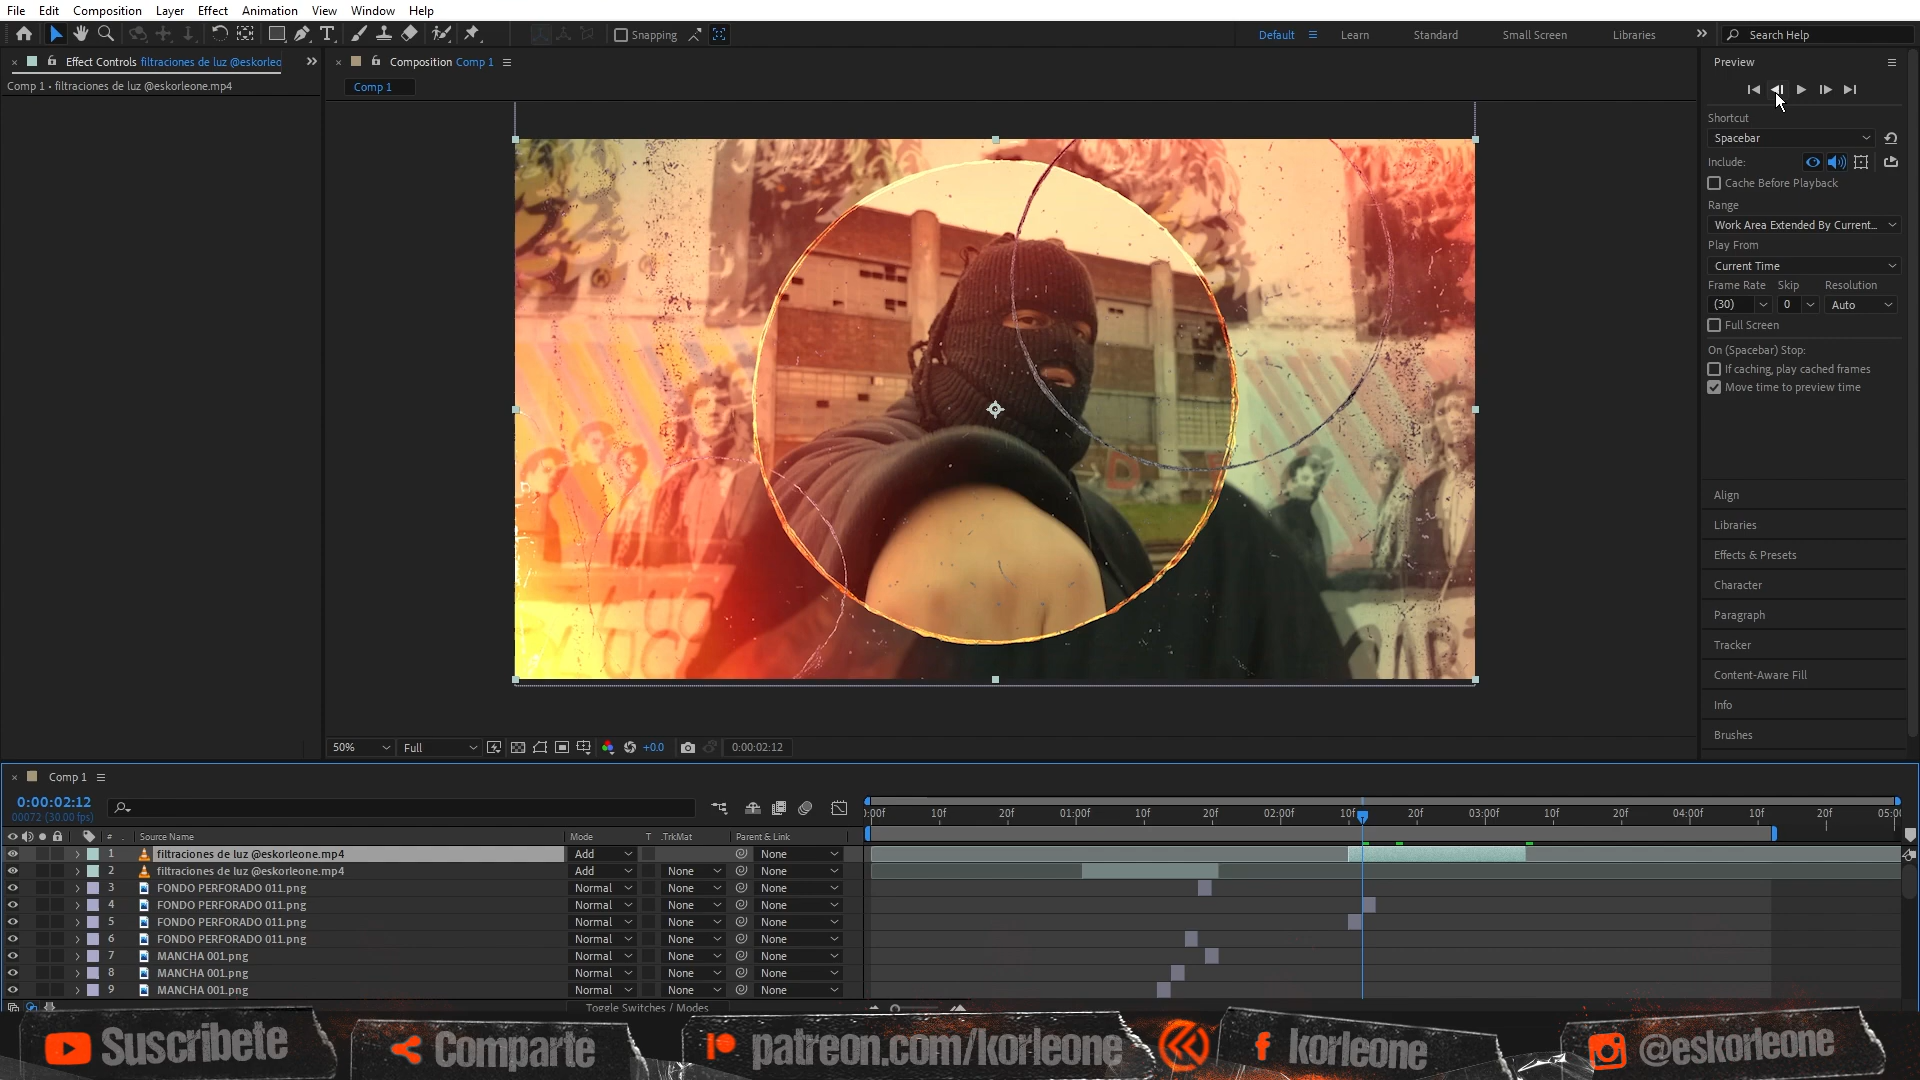 File Edit Composition Layer Effect Animation View Window Help
Snapping
Default Learn Standard Small Screen Libraries
Search Help
Effect Controls filtraciones de luz @eskorleo
Comp 1 • filtraciones de luz @eskorleone.mp4
Composition Comp 1
Comp 1
Preview
Shortcut
Spacebar
Include:
Cache Before Playback
Range
Work Area Extended By Current...
Play From
Current Time
Frame Rate Skip Resolution
(30) 0 Auto
Full Screen
On (Spacebar) Stop:
If caching, play cached frames
Move time to preview time
Align
Libraries
Effects & Presets
Character
Paragraph
Tracker
Content-Aware Fill
Info
Brushes
50% Full +0.0 0:00:02:12
Comp 1
0:00:02:12
00072 (30.00 fps)
:00f 10f 20f 01:00f 10f 20f 02:00f 10f 20f 03:00f 10f 20f 04:00f 10f 20f 05:00
# Source Name Mode T .TrkMat Parent & Link
1 filtraciones de luz @eskorleone.mp4 Add None
2 filtraciones de luz @eskorleone.mp4 Add None None
3 FONDO PERFORADO 011.png Normal None None
4 FONDO PERFORADO 011.png Normal None None
5 FONDO PERFORADO 011.png Normal None None
6 FONDO PERFORADO 011.png Normal None None
7 MANCHA 001.png Normal None None
8 MANCHA 001.png Normal None None
9 MANCHA 001.png Normal None None
Toggle Switches / Modes
Suscribete Comparte patreon.com/korleone korleone @eskorleone